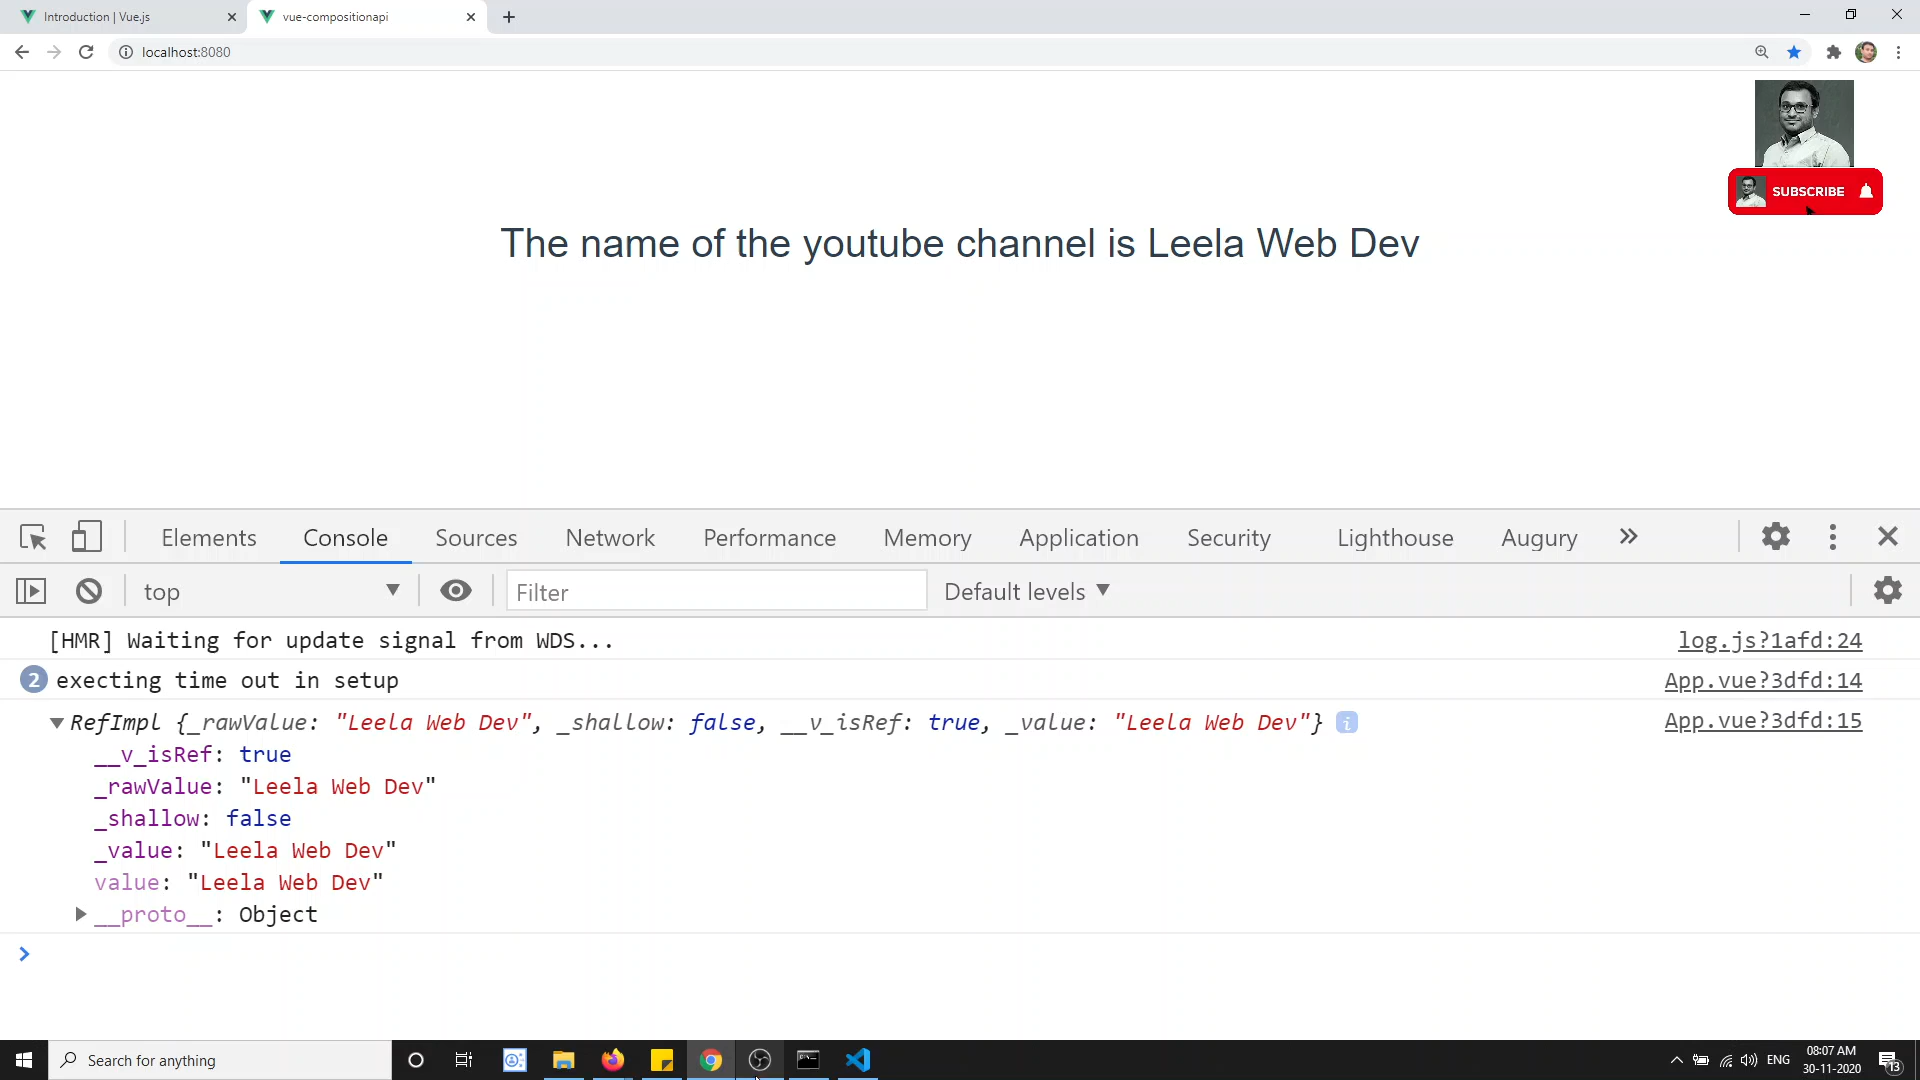 Introduction | Vue.js
vue-compositionapi
localhost:8080
SUBSCRIBE
The name of the youtube channel is Leela Web Dev
Elements Console Sources Network Performance Memory Application Security Lighthouse Augury
top Filter Default levels
[HMR] Waiting for update signal from WDS... log.js?1afd:24
2 execting time out in setup App.vue?3dfd:14
RefImpl {_rawValue: "Leela Web Dev", _shallow: false, __v_isRef: true, _value: "Leela Web Dev"} i App.vue?3dfd:15
__v_isRef: true
_rawValue: "Leela Web Dev"
_shallow: false
_value: "Leela Web Dev"
value: "Leela Web Dev"
__proto__: Object
Search for anything
ENG
08:07 AM
30-11-2020
13